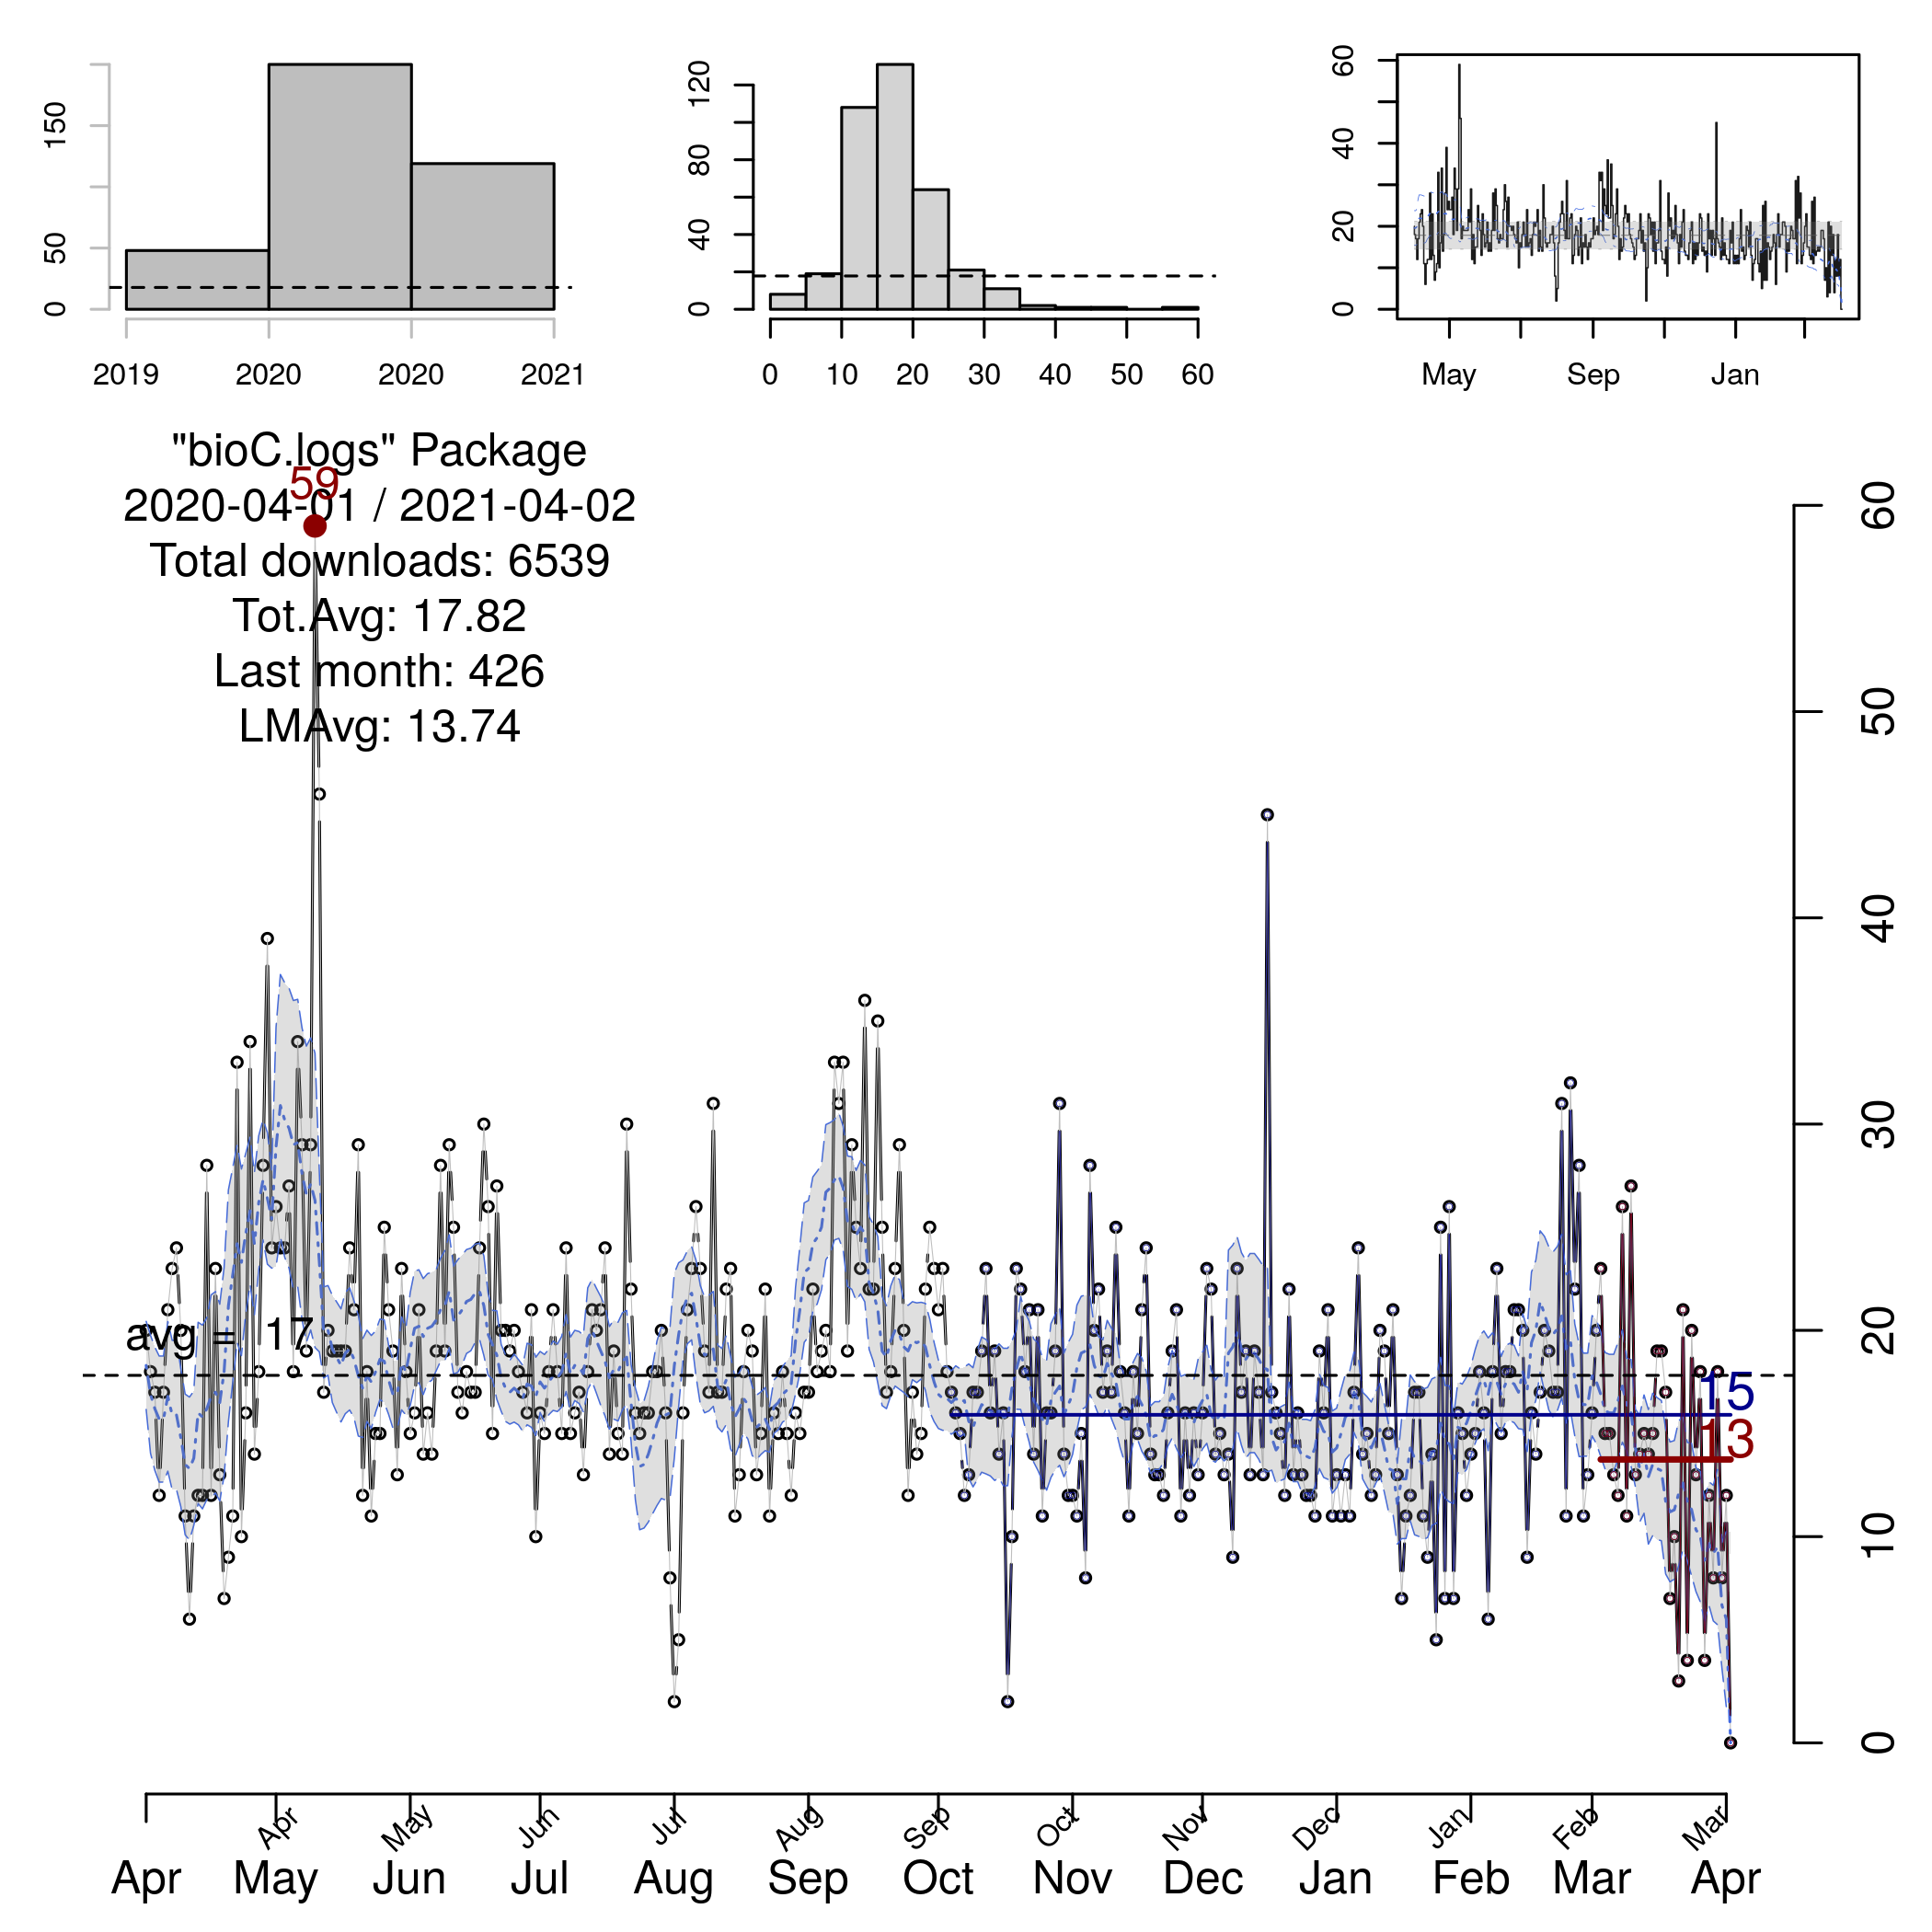 150
50
0
2019 2020 2020 2021
120
80
40
0
0 10 20 30 40 50 60
60
40
20
0
May Sep Jan
"bioC.logs" Package
59
2020-04-01 / 2021-04-02
Total downloads: 6539
Tot.Avg: 17.82
Last month: 426
LMAvg: 13.74
60
50
40
30
20
10
0
avg = 17
15
13
Apr May Jun Jul Aug Sep Oct Nov Dec Jan Feb Mar
Apr May Jun Jul Aug Sep Oct Nov Dec Jan Feb Mar Apr